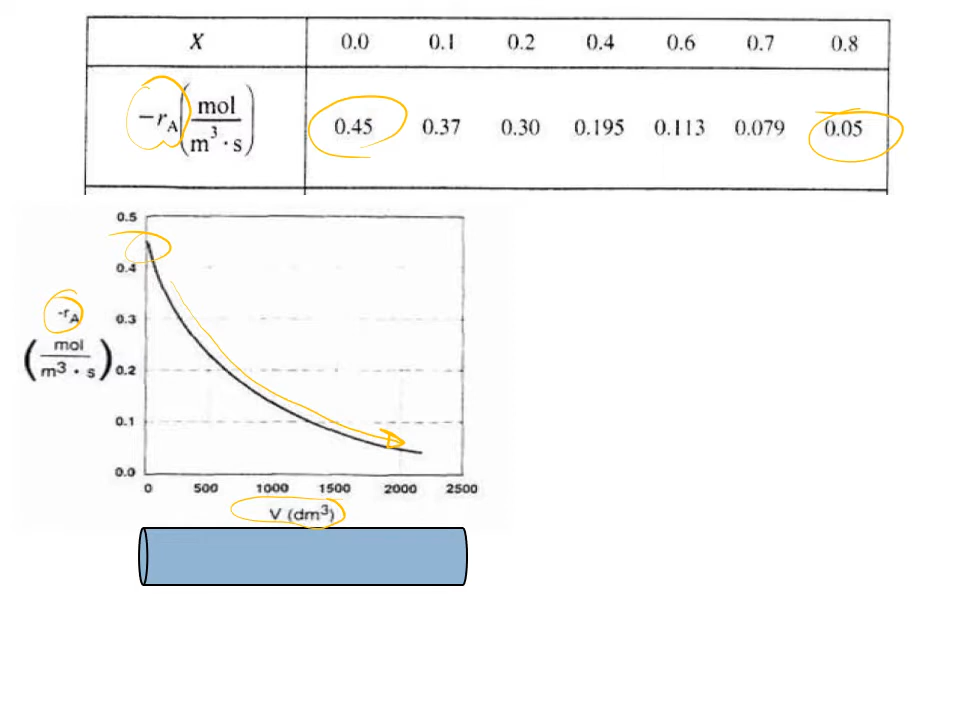 X 0.0 0.1 0.2 0.4 0.6 0.7 0.8
−rA (mol/m³·s) 0.45 0.37 0.30 0.195 0.113 0.079 0.05
0.5
0.4
0.3
0.2
0.1
0.0
-rA
(mol/m³·s)
0 500 1000 1500 2000 2500
V (dm³)